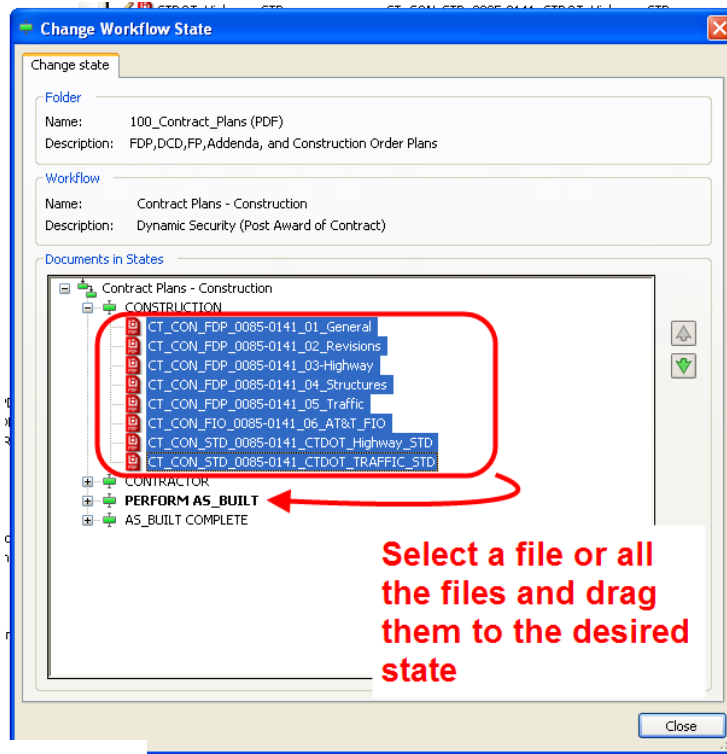 Change Workflow State
Change state
Folder
Name: 100_Contract_Plans (PDF)
Description: FDP,DCD,FP,Addenda, and Construction Order Plans
Workflow
Name: Contract Plans - Construction
Description: Dynamic Security (Post Award of Contract)
Documents in States
Contract Plans - Construction
CONSTRUCTION
CT_CON_FDP_0085-0141_01_General
CT_CON_FDP_0085-0141_02_Revisions
CT_CON_FDP_0085-0141_03-Highway
CT_CON_FDP_0085-0141_04_Structures
CT_CON_FDP_0085-0141_05_Traffic
CT_CON_FIO_0085-0141_06_AT&T_FIO
CT_CON_STD_0085-0141_CTDOT_Highway_STD
CT_CON_STD_0085-0141_CTDOT_TRAFFIC_STD
CONTRACTOR
PERFORM AS_BUILT
AS_BUILT COMPLETE
Select a file or all
the files and drag
them to the desired
state
Close